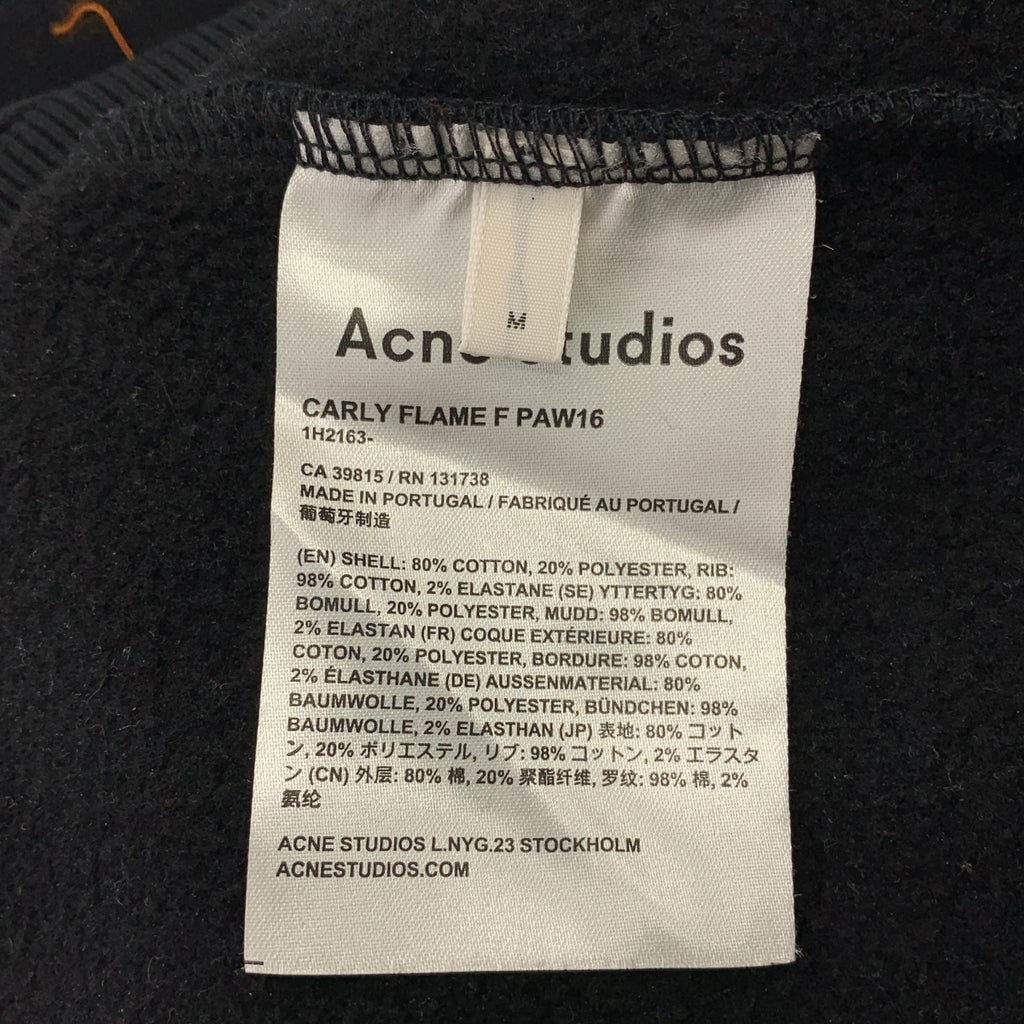 M
Acne Studios
CARLY FLAME F PAW16
1H2163-
CA 39815 / RN 131738
MADE IN PORTUGAL / FABRIQUÉ AU PORTUGAL /
葡萄牙制造
(EN) SHELL: 80% COTTON, 20% POLYESTER, RIB:
98% COTTON, 2% ELASTANE (SE) YTTERTYG: 80%
BOMULL, 20% POLYESTER, MUDD: 98% BOMULL,
2% ELASTAN (FR) COQUE EXTÉRIEURE: 80%
COTON, 20% POLYESTER, BORDURE: 98% COTON,
2% ÉLASTHANE (DE) AUSSENMATERIAL: 80%
BAUMWOLLE, 20% POLYESTER, BÜNDCHEN: 98%
BAUMWOLLE, 2% ELASTHAN (JP) 表地: 80% コット
ン, 20% ポリエステル, リブ: 98% コットン, 2% エラスタ
ン (CN) 外层: 80% 棉, 20% 聚酯纤维, 罗纹: 98% 棉, 2%
氨纶
ACNE STUDIOS L.NYG.23 STOCKHOLM
ACNESTUDIOS.COM